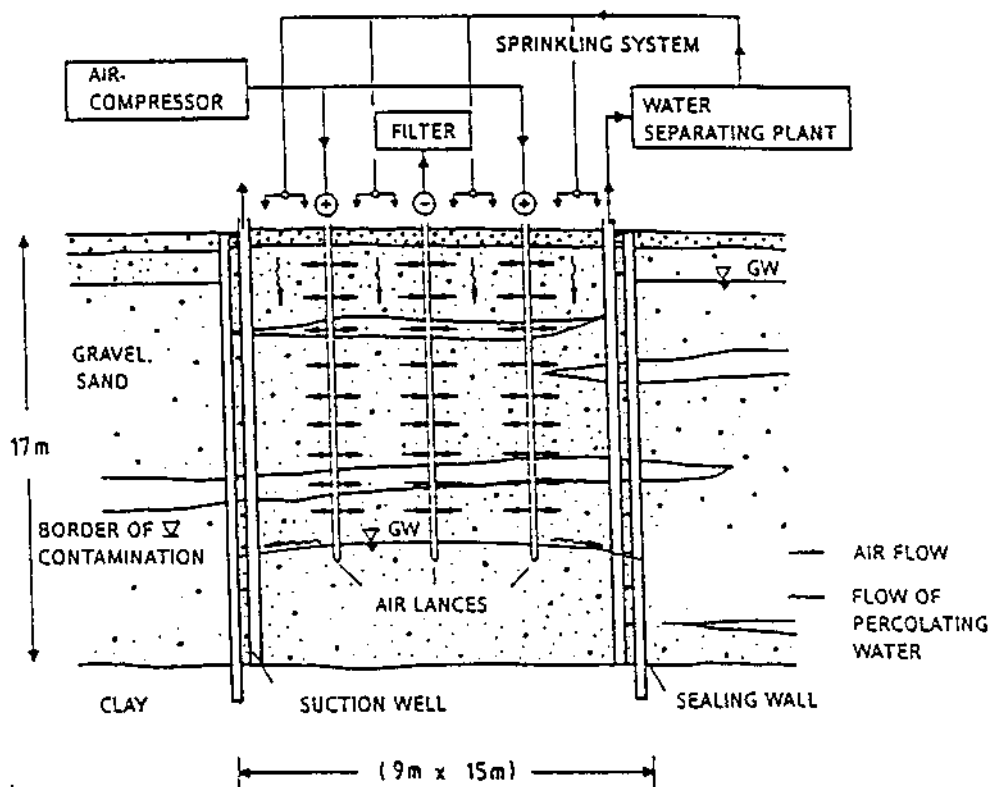 SPRINKLING SYSTEM
AIR-
COMPRESSOR
FILTER
WATER
SEPARATING PLANT
+
-
+
GW
GRAVEL,
SAND
17m
BORDER OF
CONTAMINATION
GW
AIR LANCES
AIR FLOW
FLOW OF
PERCOLATING
WATER
CLAY
SUCTION WELL
SEALING WALL
(9m x 15m)